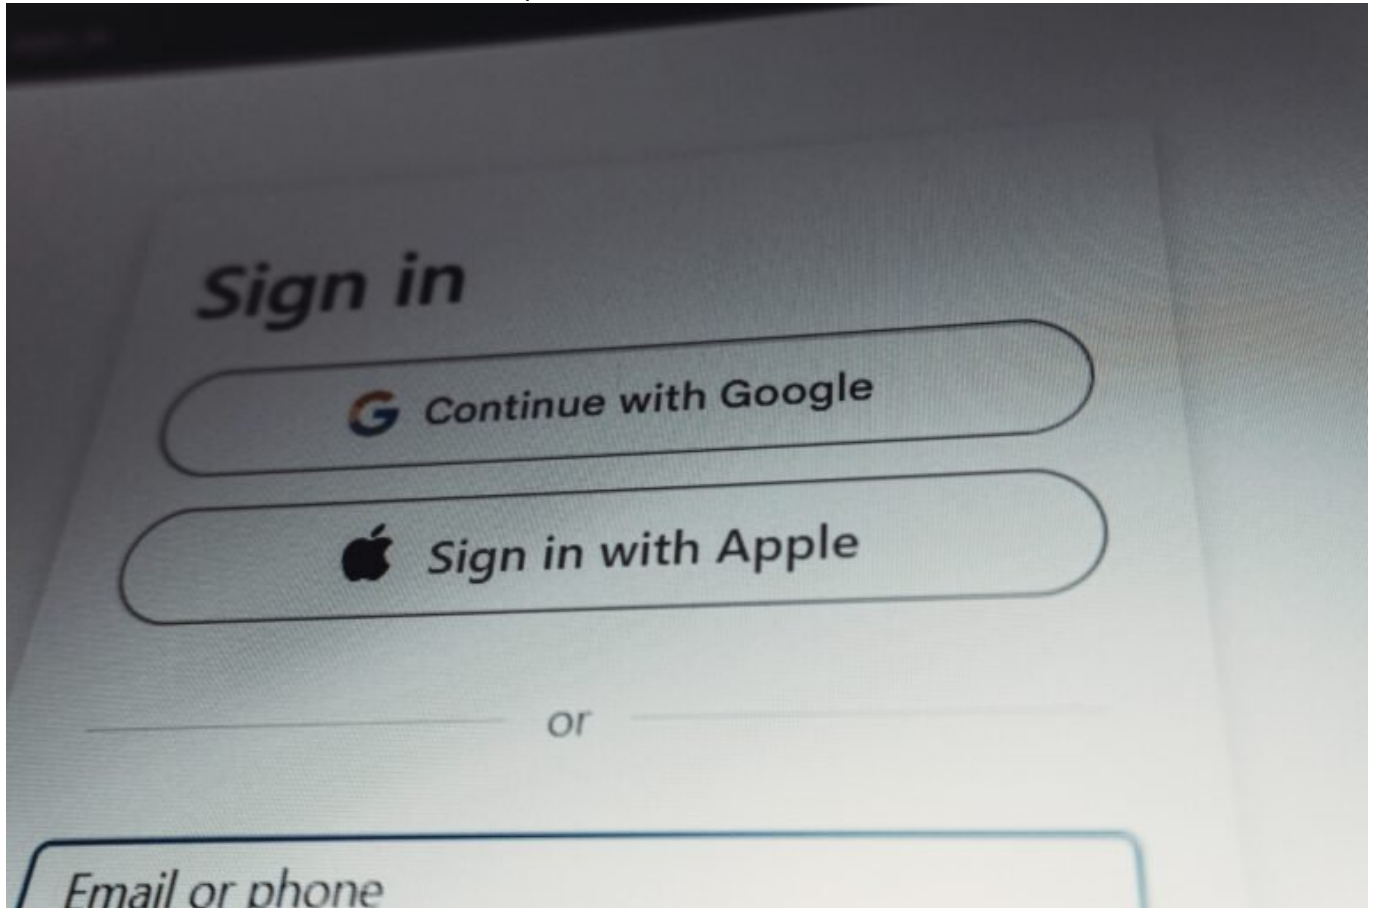 Sign in
Continue with Google
Sign in with Apple
or
Email or phone